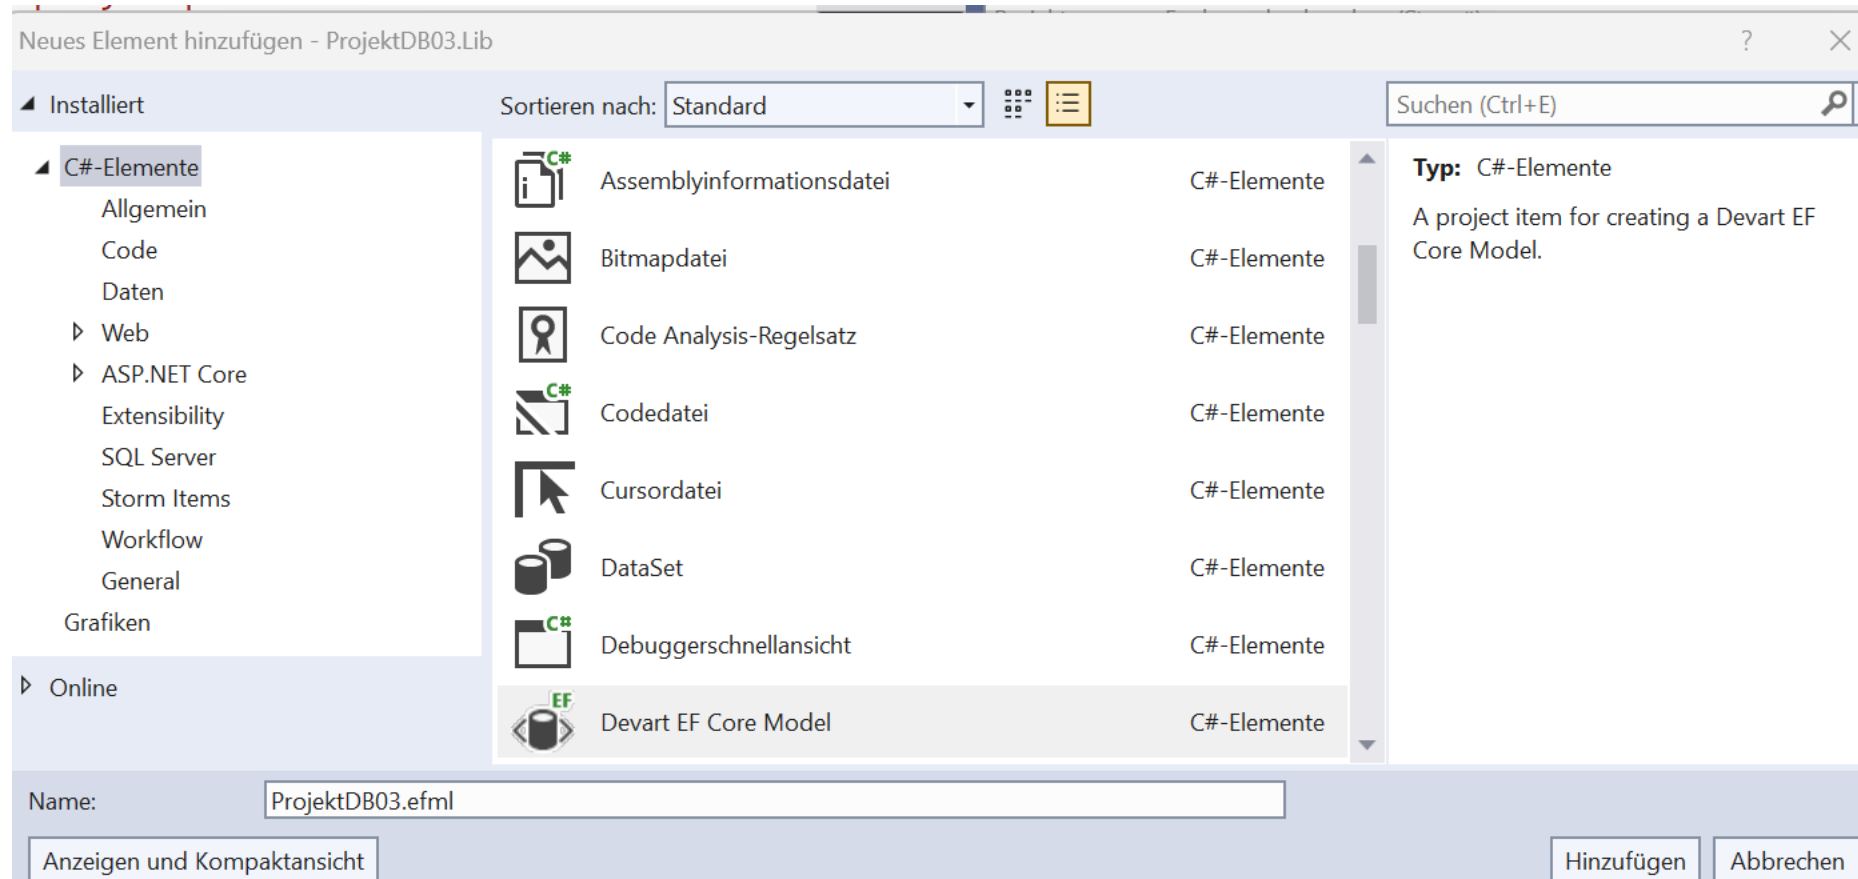 Neues Element hinzufügen - ProjektDB03.Lib
?
Installiert
Sortieren nach: Standard
Suchen (Ctrl+E)
C#-Elemente
Allgemein
Code
Daten
Web
ASP.NET Core
Extensibility
SQL Server
Storm Items
Workflow
General
Grafiken
Online
C#
Assemblyinformationsdatei C#-Elemente
Bitmapdatei C#-Elemente
Code Analysis-Regelsatz C#-Elemente
C#
Codedatei C#-Elemente
Cursordatei C#-Elemente
DataSet C#-Elemente
C#
Debuggerschnellansicht C#-Elemente
EF
Devart EF Core Model C#-Elemente
Typ: C#-Elemente
A project item for creating a Devart EF
Core Model.
Name: ProjektDB03.efml
Anzeigen und Kompaktansicht
Hinzufügen
Abbrechen